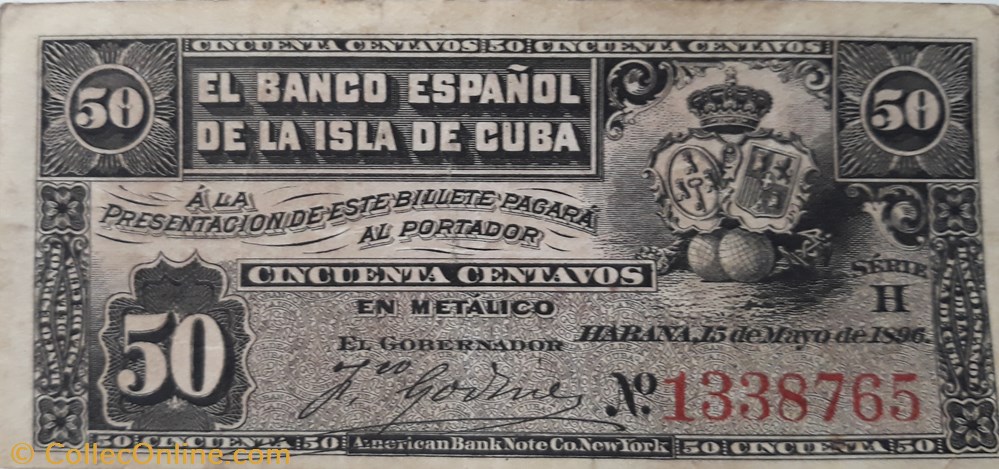 CINCUENTA CENTAVOS 50 CINCUENTA CENTAVOS
50
EL BANCO ESPAÑOL
DE LA ISLA DE CUBA
50
Á LA
PRESENTACION DE ESTE BILLETE PAGARÁ
AL PORTADOR
CINCUENTA CENTAVOS
EN METÁLICO
SÉRIE
H
HABANA, 15 de Mayo de 1896.
EL GOBERNADOR
50
No. 1338765
50 CINCUENTA 50 American Bank Note Co. New York 50 CINCUENTA 50
© CollecOnline.com